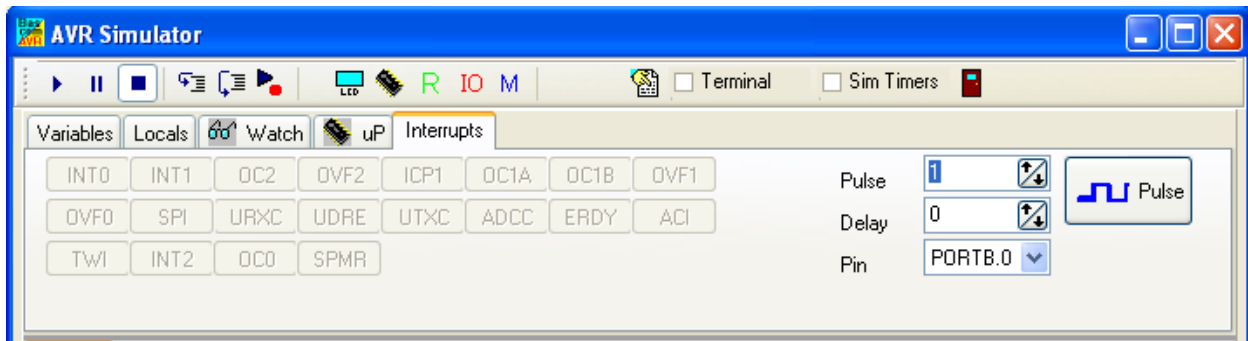 AVR Simulator
LCD R IO M Terminal Sim Timers
Variables Locals Watch uP Interrupts
INT0 INT1 OC2 OVF2 ICP1 OC1A OC1B OVF1
OVF0 SPI URXC UDRE UTXC ADCC ERDY ACI
TWI INT2 OC0 SPMR
Pulse 1 Pulse
Delay 0
Pin PORTB.0